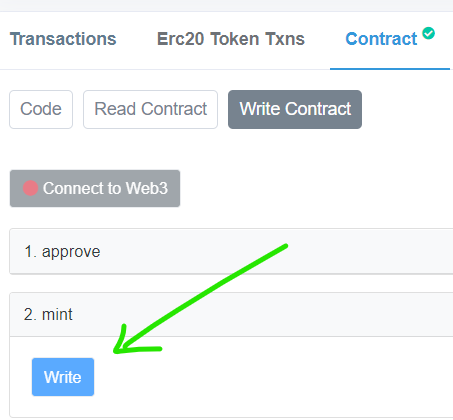 Transactions Erc20 Token Txns Contract
Code Read Contract Write Contract
Connect to Web3
1. approve
2. mint
Write